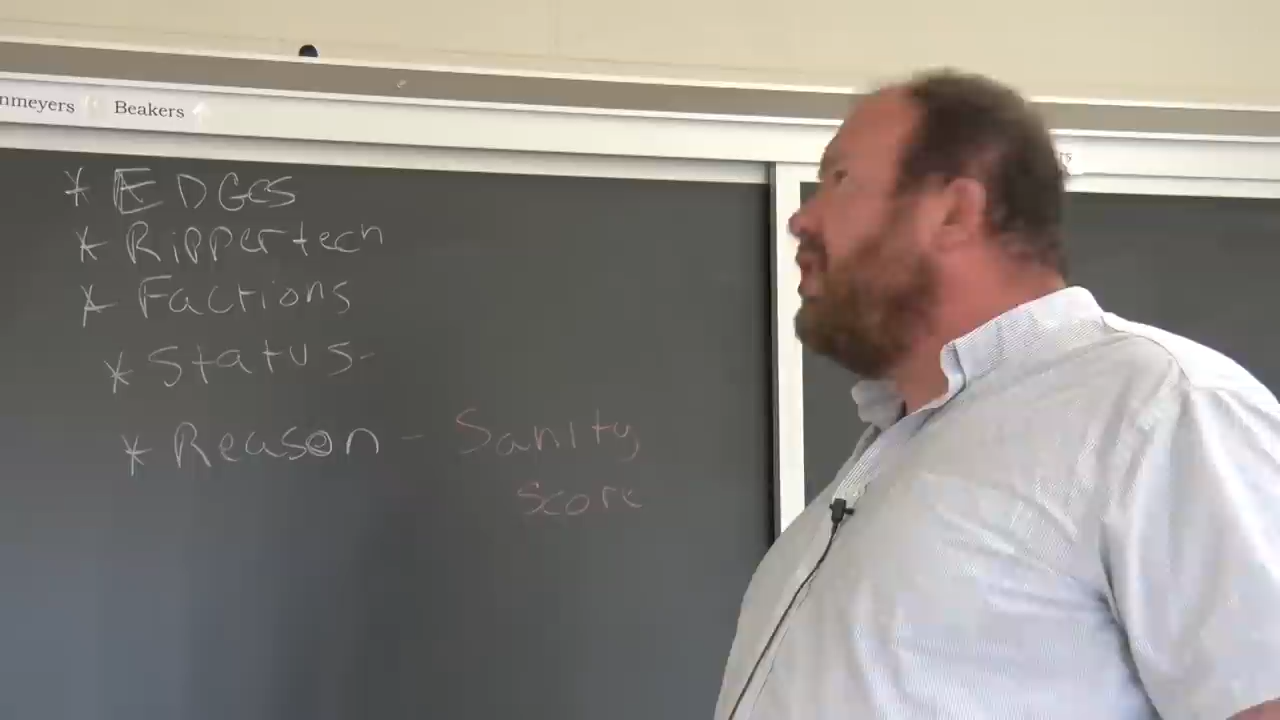 nmeyers Beakers
* EDGES
* Rippertech
* Factions
* Status-
* Reason - Sanity
Score